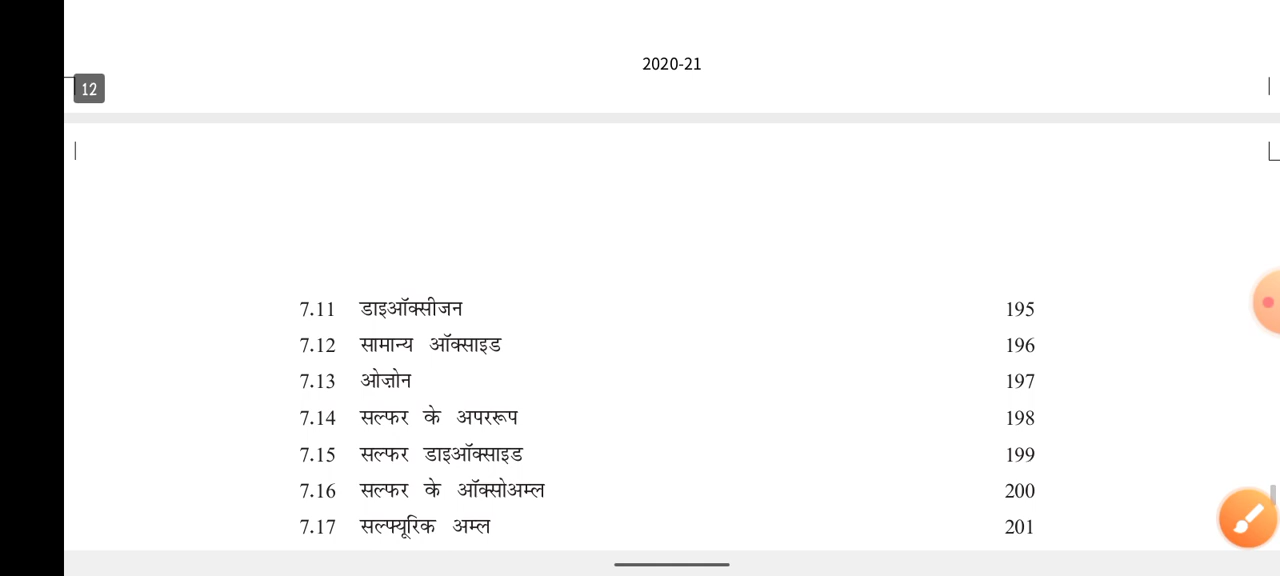 2020-21
12
7.11 डाइऑक्सीजन 195
7.12 सामान्य ऑक्साइड 196
7.13 ओज़ोन 197
7.14 सल्फर के अपररूप 198
7.15 सल्फर डाइऑक्साइड 199
7.16 सल्फर के ऑक्सोअम्ल 200
7.17 सल्फ्यूरिक अम्ल 201